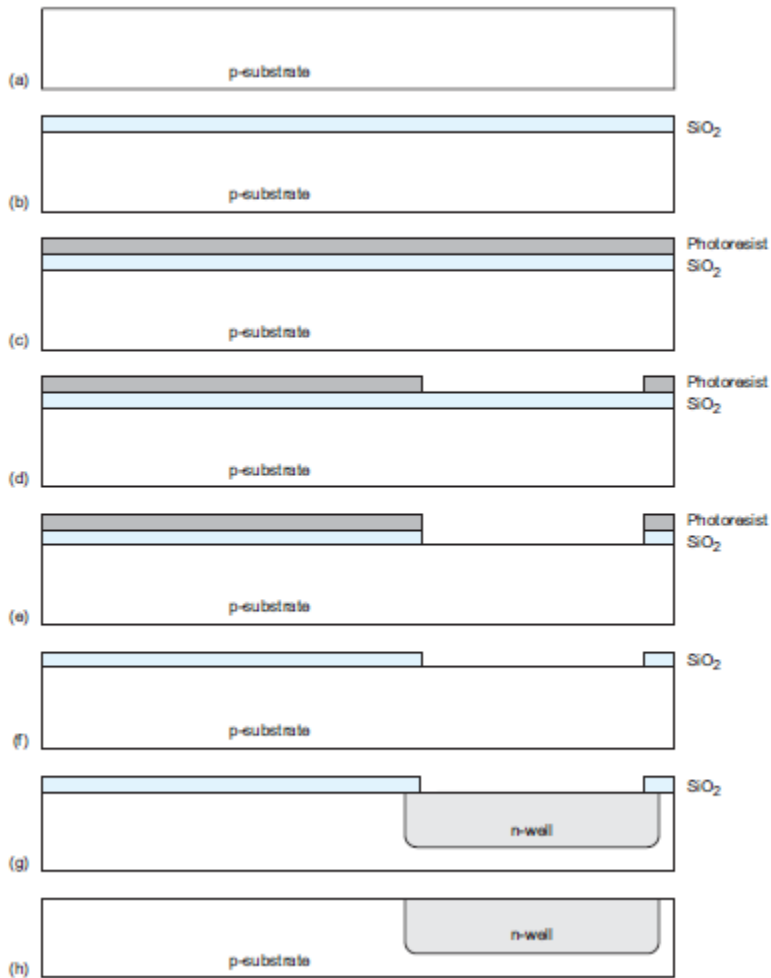 p-substrate
(a)
SiO2
p-substrate
(b)
Photoresist
SiO2
p-substrate
(c)
Photoresist
SiO2
p-substrate
(d)
Photoresist
SiO2
p-substrate
(e)
SiO2
p-substrate
(f)
SiO2
n-well
(g)
n-well
p-substrate
(h)